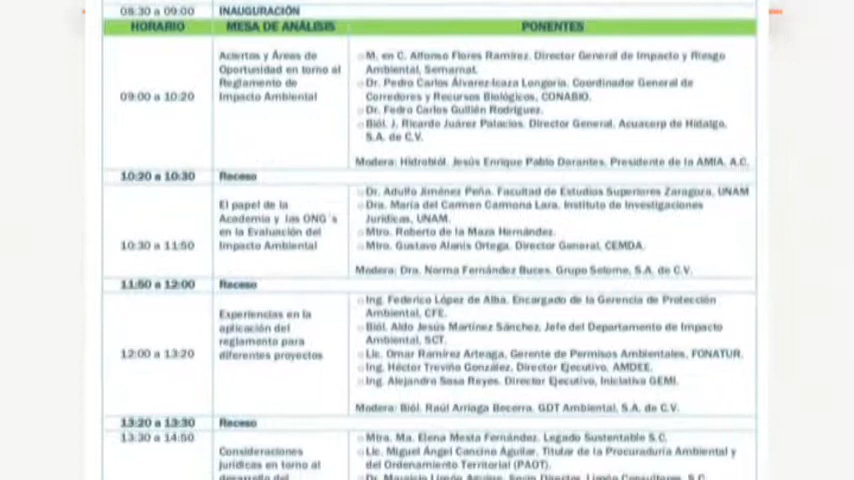 08:30 a 09:00 INAUGURACIÓN
HORARIO MESA DE ANÁLISIS PONENTES
09:00 a 10:20
Aciertos y Áreas de
Oportunidad en torno al
Reglamento de
Impacto Ambiental
M. en C. Alfonso Flores Ramírez. Director General de Impacto y Riesgo
Ambiental, Semarnat.
Dr. Pedro Carlos Álvarez-Icaza Longoria. Coordinador General de
Corredores y Recursos Biológicos, CONABIO.
Dr. Pedro Carlos Guillén Rodríguez.
Biól. J. Ricardo Juárez Palacios. Director General, Acuacorp de Hidalgo,
S.A. de C.V.
Modera: Hidrobiól. Jesús Enrique Pablo Dorantes, Presidente de la AMIA, A.C.
10:20 a 10:30 Receso
10:30 a 11:50
El papel de la
Academia y las ONG´s
en la Evaluación del
Impacto Ambiental
Dr. Adolfo Jiménez Peña. Facultad de Estudios Superiores Zaragoza, UNAM
Dra. María del Carmen Carmona Lara. Instituto de Investigaciones
Jurídicas, UNAM.
Mtro. Roberto de la Maza Hernández.
Mtro. Gustavo Alanís Ortega. Director General, CEMDA.
Modera: Dra. Norma Fernández Buces. Grupo Selome, S.A. de C.V.
11:50 a 12:00 Receso
12:00 a 13:20
Experiencias en la
aplicación del
reglamento para
diferentes proyectos
Ing. Federico López de Alba. Encargado de la Gerencia de Protección
Ambiental, CFE.
Biól. Aldo Jesús Martínez Sánchez. Jefe del Departamento de Impacto
Ambiental, SCT.
Lic. Omar Ramírez Arteaga, Gerente de Permisos Ambientales, FONATUR.
Ing. Héctor Treviño González. Director Ejecutivo, AMDEE.
Ing. Alejandro Sosa Reyes. Director Ejecutivo, Iniciativa GEMI.
Modera: Biól. Raúl Arriaga Becerra. GDT Ambiental, S.A. de C.V.
13:20 a 13:30 Receso
13:30 a 14:50
Consideraciones
jurídicas en torno al
desarrollo del
Mtra. Ma. Elena Mesta Fernández. Legado Sustentable S.C.
Lic. Miguel Ángel Cancino Aguilar. Titular de la Procuraduría Ambiental y
del Ordenamiento Territorial (PAOT).
Dr. Mauricio Limón Aguirre. Socio Director, Limón Consultores, S.C.